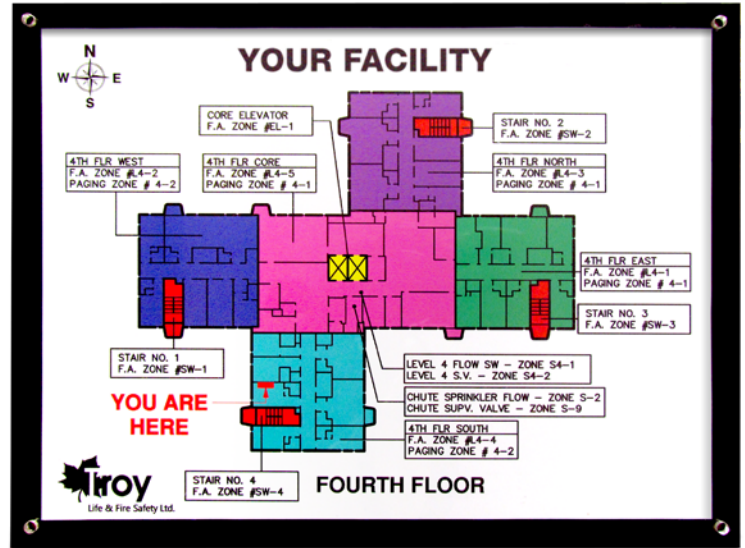 YOUR FACILITY
N
W E
S
CORE ELEVATOR
F.A. ZONE #EL-1
STAIR NO. 2
F.A. ZONE #SW-2
4TH FLR WEST
F.A. ZONE #L4-2
PAGING ZONE # 4-2
4TH FLR CORE
F.A. ZONE #L4-5
PAGING ZONE # 4-1
4TH FLR NORTH
F.A. ZONE #L4-3
PAGING ZONE # 4-1
4TH FLR EAST
F.A. ZONE #L4-1
PAGING ZONE # 4-1
STAIR NO. 3
F.A. ZONE #SW-3
STAIR NO. 1
F.A. ZONE #SW-1
LEVEL 4 FLOW SW - ZONE S4-1
LEVEL 4 S.V. - ZONE S4-2
YOU ARE
HERE
CHUTE SPRINKLER FLOW - ZONE S-2
CHUTE SUPV. VALVE - ZONE S-9
4TH FLR SOUTH
F.A. ZONE #L4-4
PAGING ZONE # 4-2
STAIR NO. 4
F.A. ZONE #SW-4
FOURTH FLOOR
Troy
Life & Fire Safety Ltd.